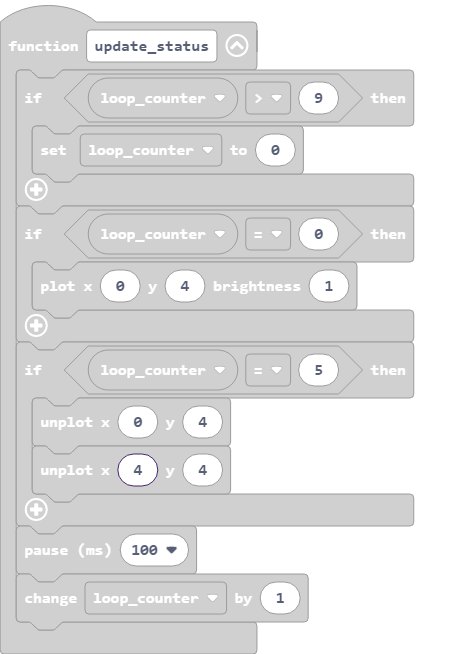 function update_status
if loop_counter > 9 then
set loop_counter to 0
if loop_counter = 0 then
plot x 0 y 4 brightness 1
if loop_counter = 5 then
unplot x 0 y 4
unplot x 4 y 4
pause (ms) 100
change loop_counter by 1